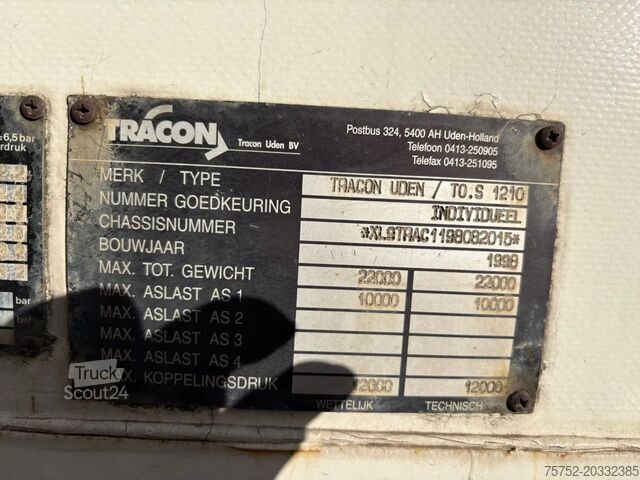 =6,5 bar
rdruk
bar
bar
TRACON
Tracon Uden BV
Postbus 324, 5400 AH Uden-Holland
Telefoon 0413-250905
Telefax 0413-251095
MERK / TYPE TRACON UDEN / TO.S 1210
NUMMER GOEDKEURING INDIVIDUEEL
CHASSISNUMMER *XL9TRAC1198082015*
BOUWJAAR 1998
MAX. TOT. GEWICHT 22000 22000
MAX. ASLAST AS 1 10000 10000
MAX. ASLAST AS 2
MAX. ASLAST AS 3
MAX. ASLAST AS 4
MAX. KOPPELINGSDRUK 12000 12000
WETTELIJK TECHNISCH
Truck
Scout24
75752-20332385